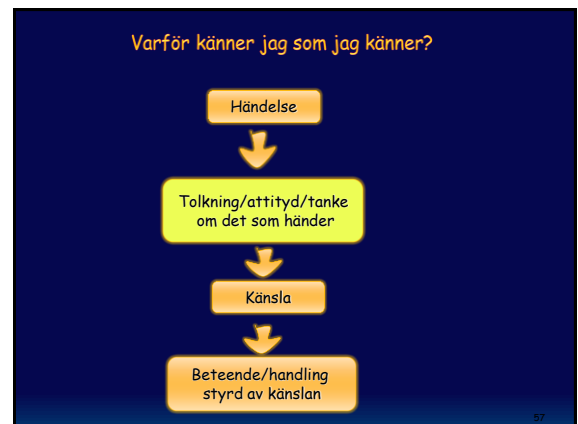 Varför känner jag som jag känner?
Händelse
Tolkning/attityd/tanke
om det som händer
Känsla
Beteende/handling
styrd av känslan
57